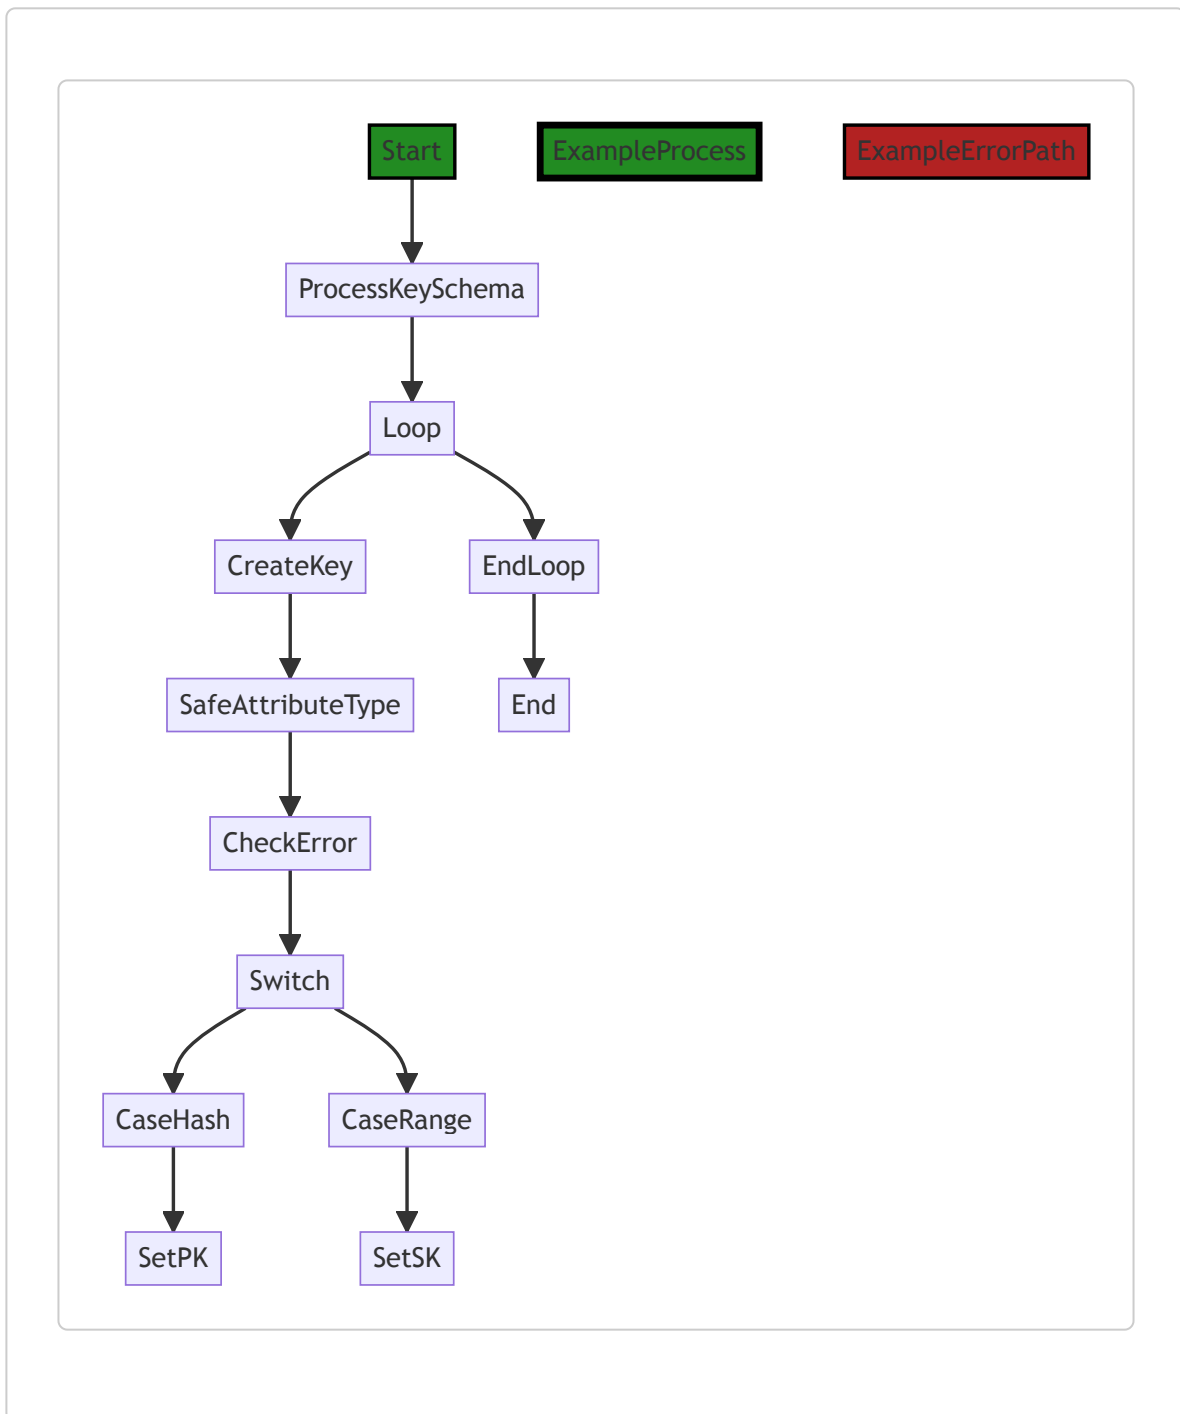 Start
ExampleProcess
ExampleErrorPath
ProcessKeySchema
Loop
CreateKey
EndLoop
SafeAttributeType
End
CheckError
Switch
CaseHash
CaseRange
SetPK
SetSK